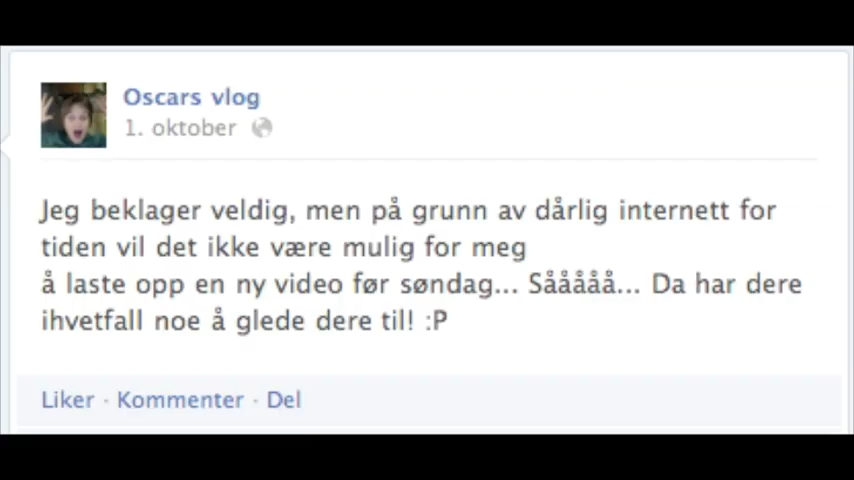 Oscars vlog
1. oktober
Jeg beklager veldig, men på grunn av dårlig internett for
tiden vil det ikke være mulig for meg
å laste opp en ny video før søndag... Sååååå... Da har dere
ihvetfall noe å glede dere til! :P
Liker · Kommenter · Del